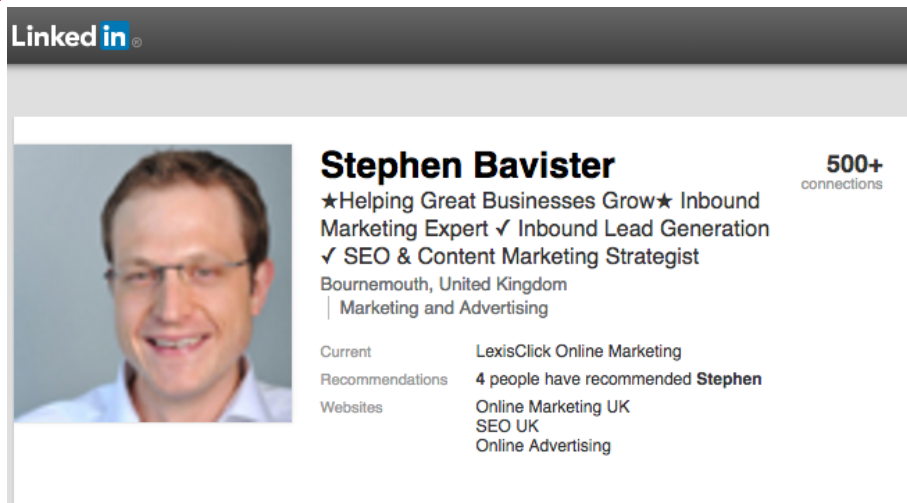 Linked in ®
Stephen Bavister
500+
connections
★Helping Great Businesses Grow★ Inbound
Marketing Expert ✓ Inbound Lead Generation
✓ SEO & Content Marketing Strategist
Bournemouth, United Kingdom
Marketing and Advertising
Current LexisClick Online Marketing
Recommendations 4 people have recommended Stephen
Websites Online Marketing UK
SEO UK
Online Advertising